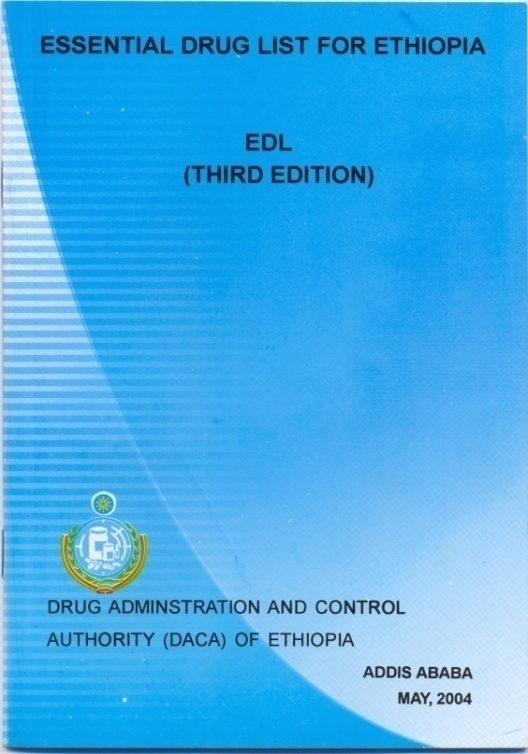 ESSENTIAL DRUG LIST FOR ETHIOPIA
EDL
(THIRD EDITION)
DRUG ADMINSTRATION AND CONTROL
AUTHORITY (DACA) OF ETHIOPIA
ADDIS ABABA
MAY, 2004